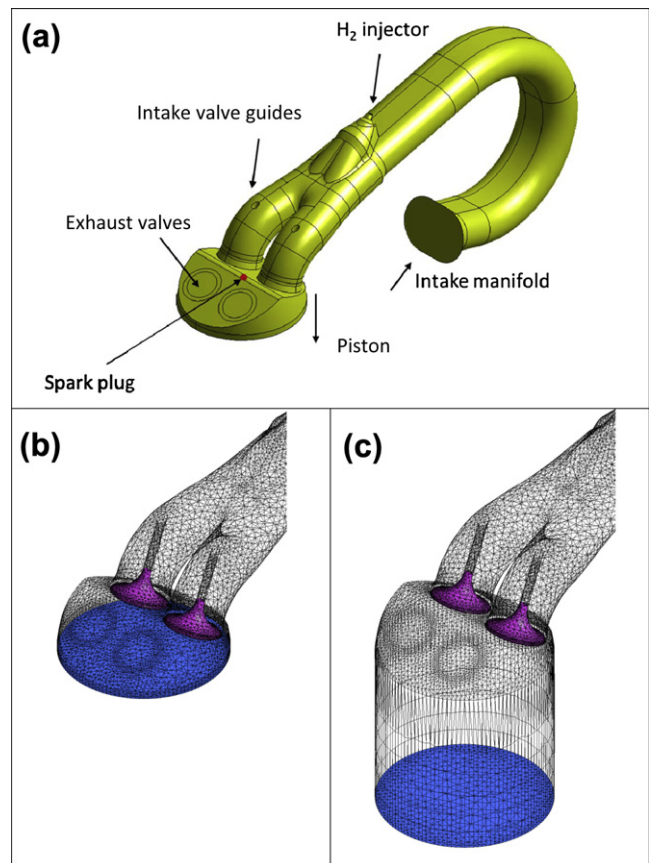 (a)
H₂ injector
Intake valve guides
Exhaust valves
Intake manifold
Piston
Spark plug
(b)
(c)